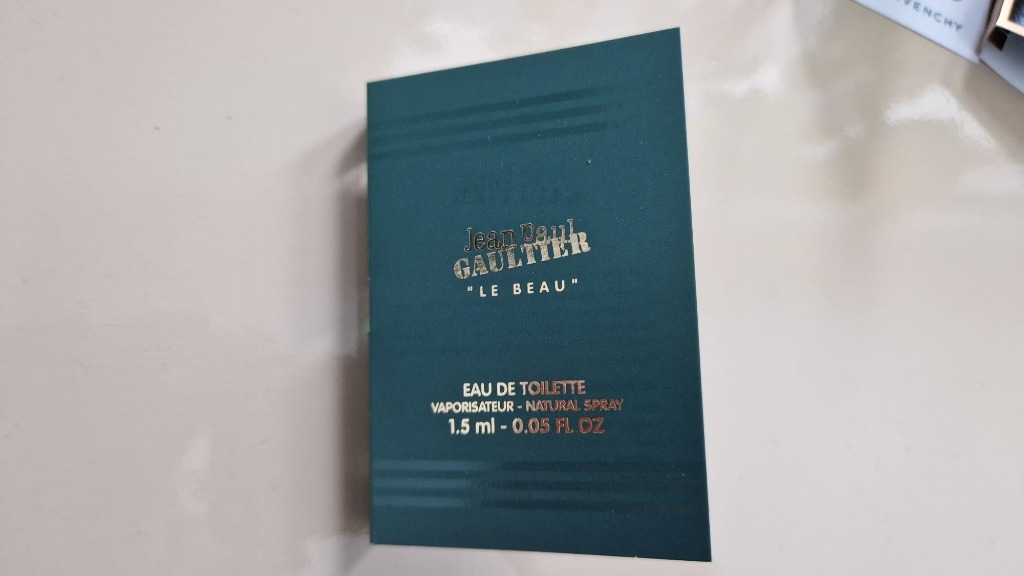 Jean Paul
GAULTIER
"LE BEAU"
EAU DE TOILETTE
VAPORISATEUR - NATURAL SPRAY
1.5 ml - 0.05 FL OZ